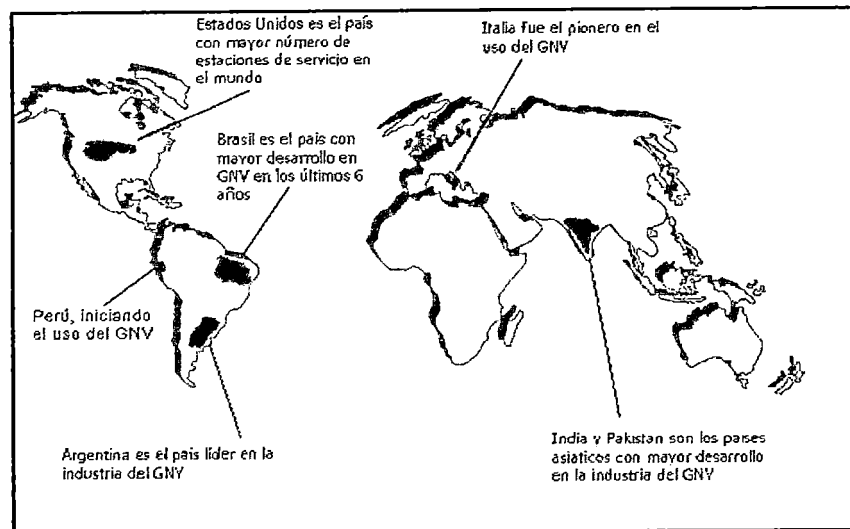 Estados Unidos es el país
con mayor número de
estaciones de servicio en
el mundo
Italia fue el pionero en el
uso del GNV
Brasil es el país con
mayor desarrollo en
GNV en los últimos 6
años
Perú, iniciando
el uso del GNV
Argentina es el país líder en la
industria del GNV
India y Pakistan son los países
asiaticos con mayor desarrollo
en la industria del GNV